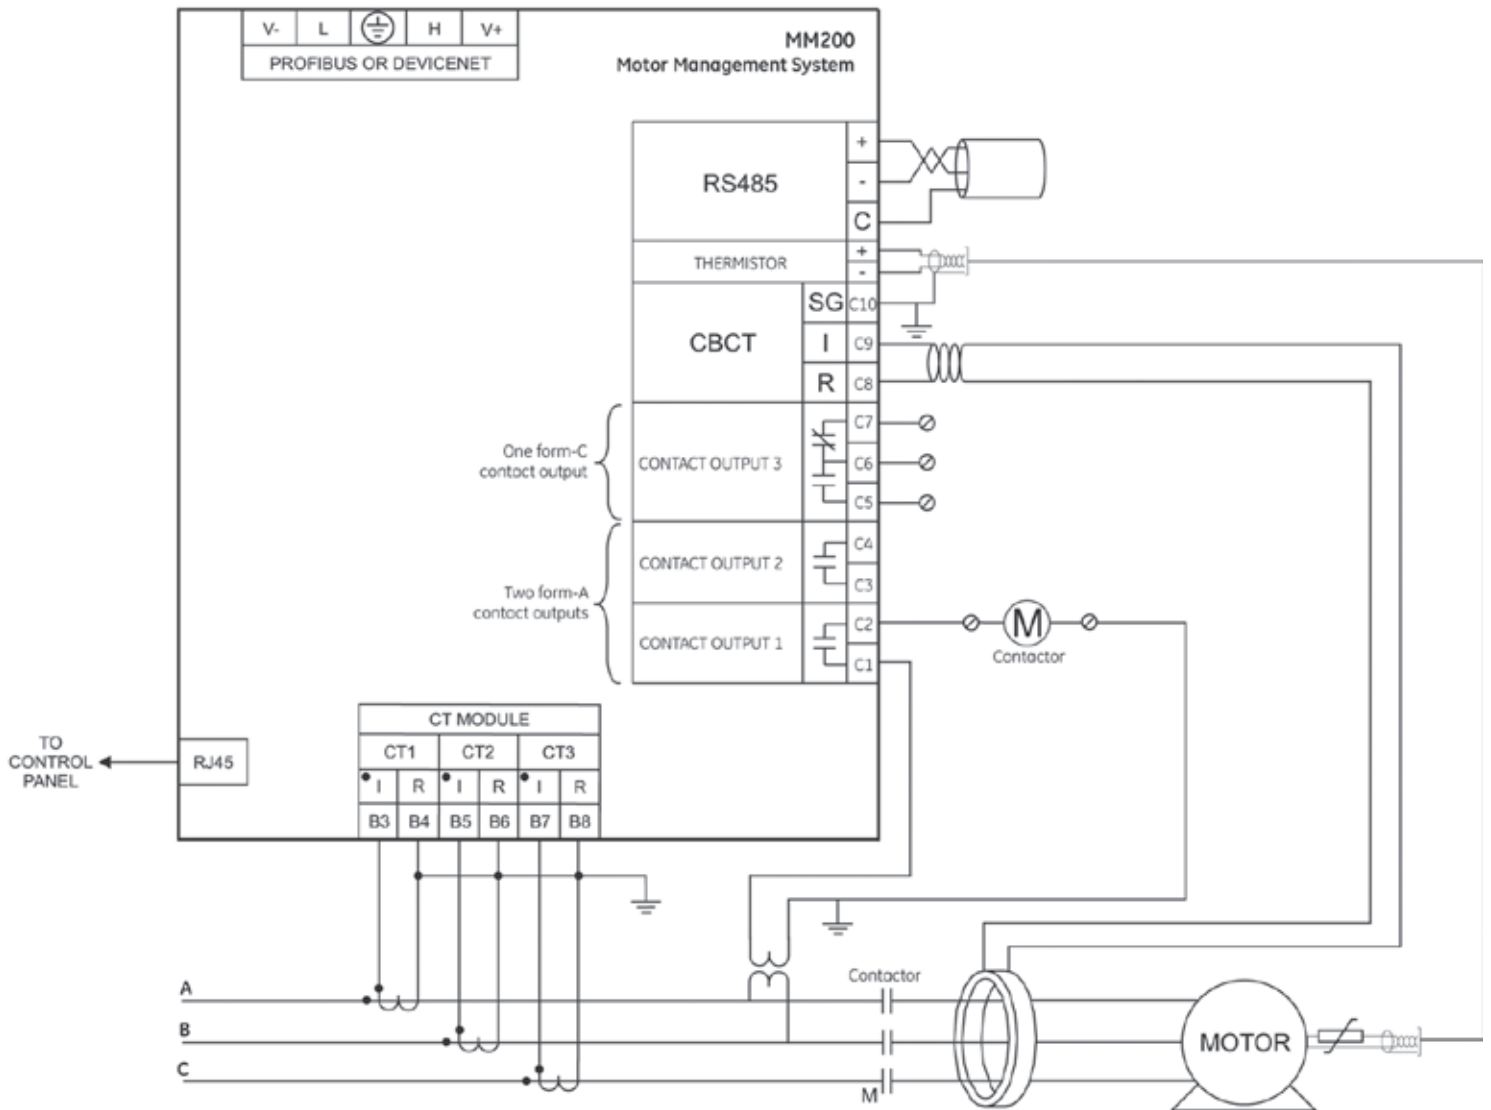 V- L H V+
PROFIBUS OR DEVICENET
MM200
Motor Management System
RS485
+
-
C
THERMISTOR
+
-
CBCT
SG C10
I C9
R C8
One form-C
contact output
CONTACT OUTPUT 3
C7
C6
C5
Two form-A
contact outputs
CONTACT OUTPUT 2
C4
C3
CONTACT OUTPUT 1
C2
C1
M
Contactor
TO
CONTROL
PANEL
RJ45
CT MODULE
CT1 CT2 CT3
I R I R I R
B3 B4 B5 B6 B7 B8
A
B
C
Contactor
M
MOTOR